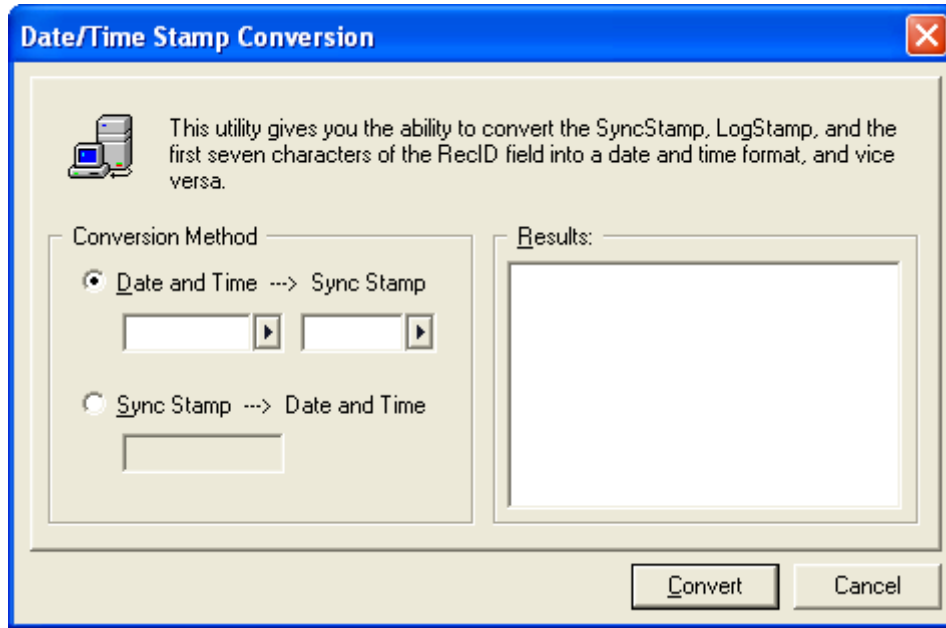 Date/Time Stamp Conversion
This utility gives you the ability to convert the SyncStamp, LogStamp, and the
first seven characters of the RecID field into a date and time format, and vice
versa.
Conversion Method
Date and Time ---> Sync Stamp
Sync Stamp ---> Date and Time
Results:
Convert Cancel